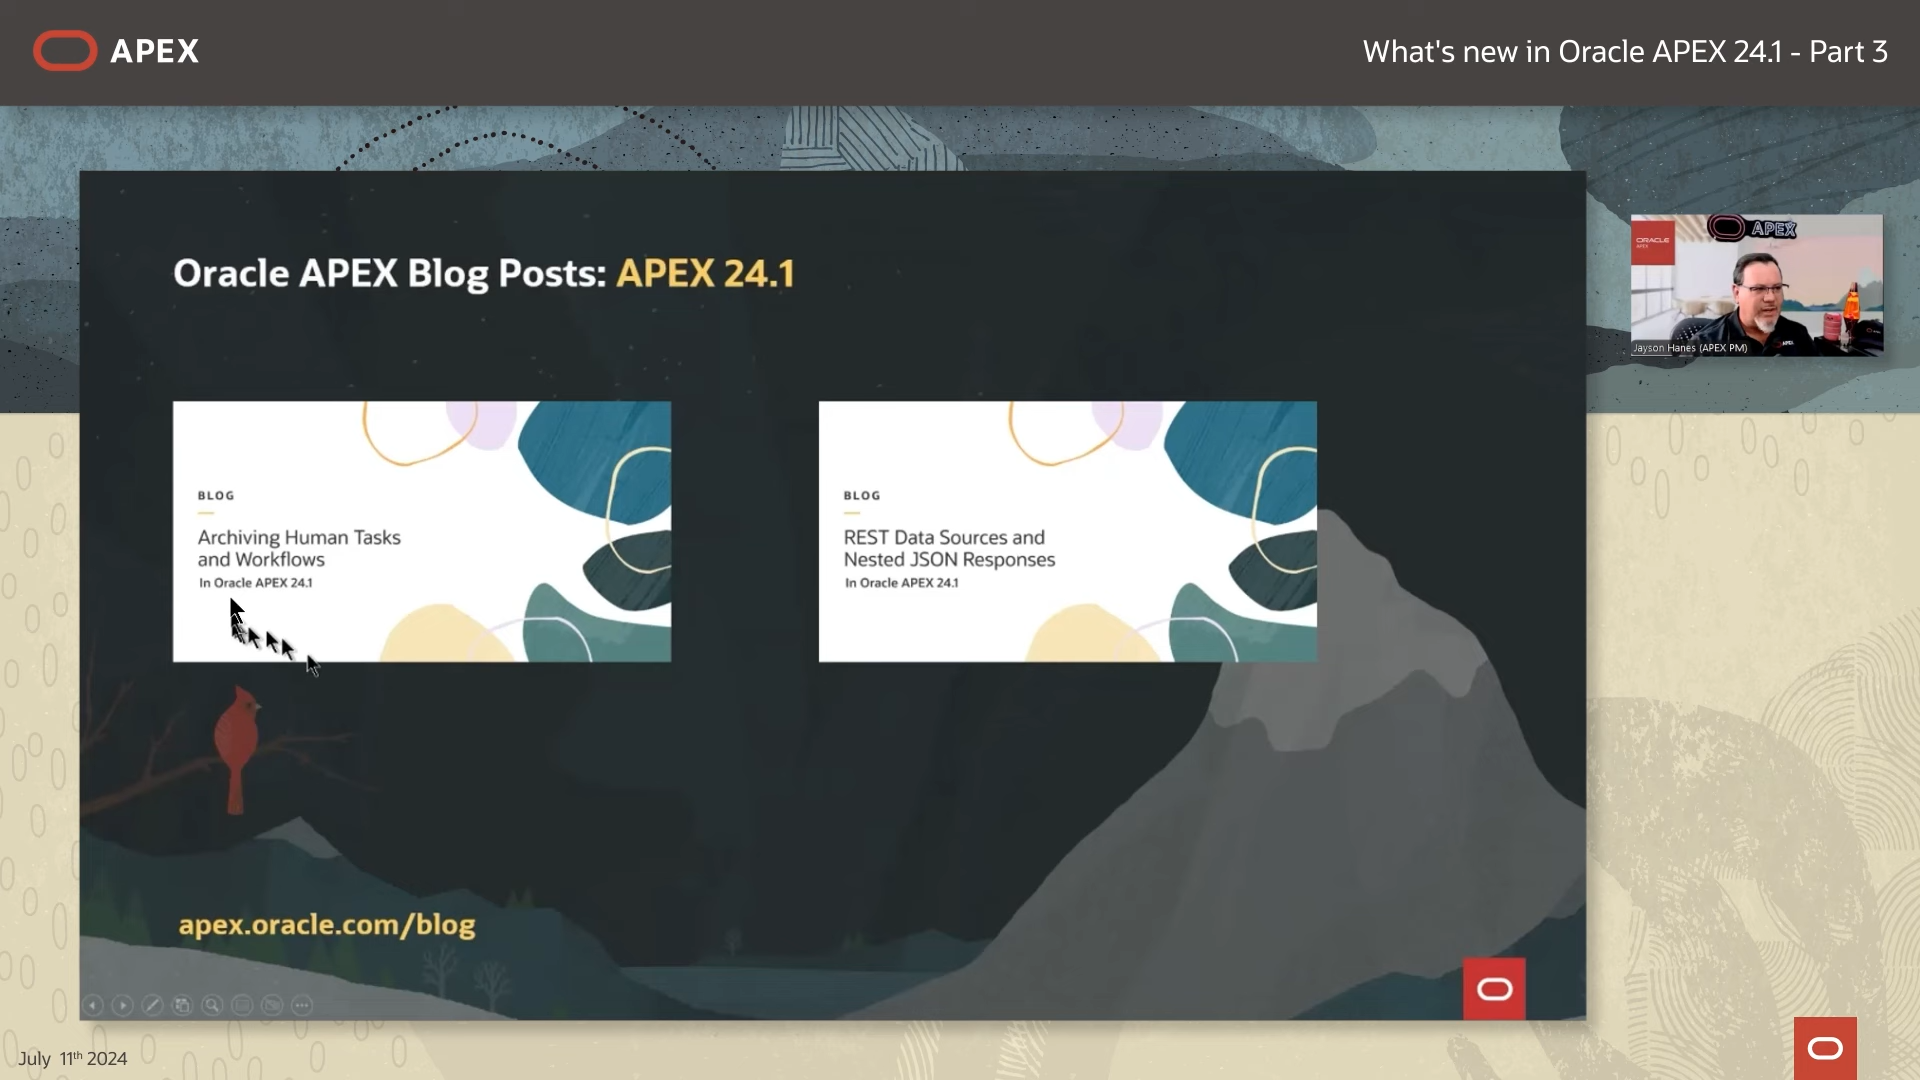 APEX
What's new in Oracle APEX 24.1 - Part 3
Oracle APEX Blog Posts: APEX 24.1
ORACLE
APEX
APEX
Jayson Hanes (APEX PM)
BLOG
Archiving Human Tasks
and Workflows
In Oracle APEX 24.1
BLOG
REST Data Sources and
Nested JSON Responses
In Oracle APEX 24.1
apex.oracle.com/blog
July 11th 2024